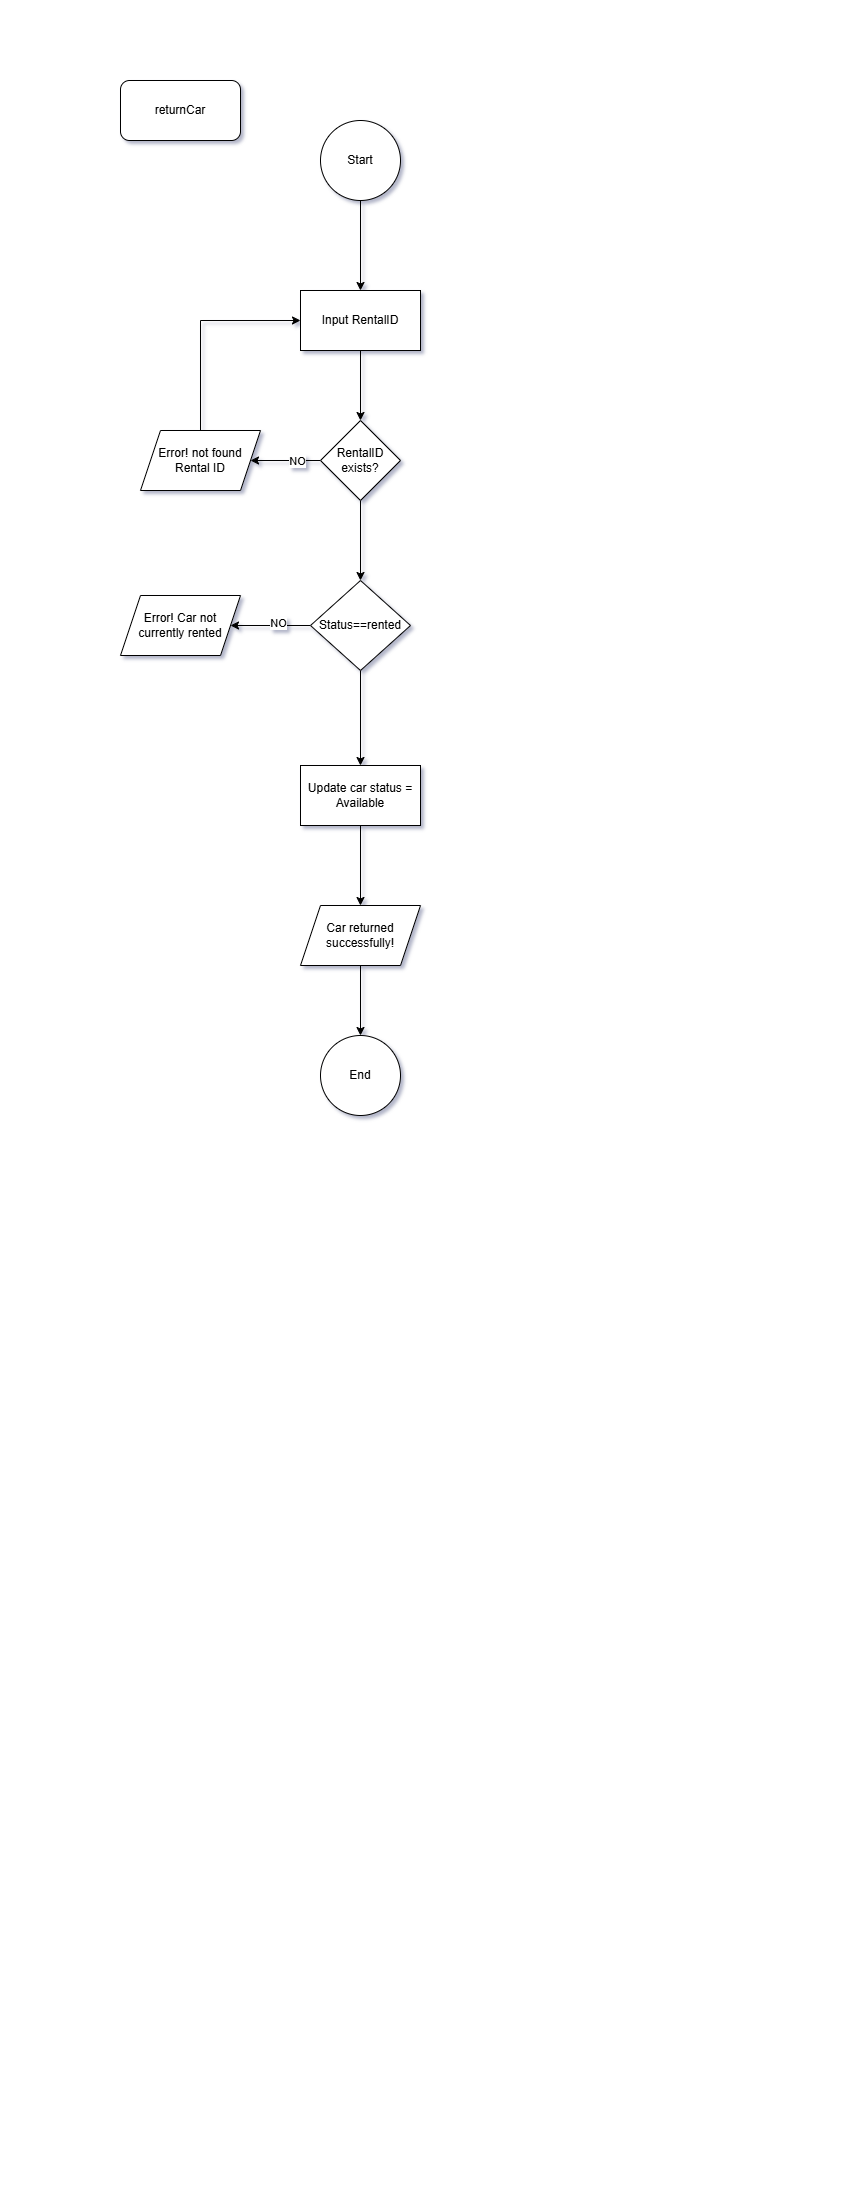 returnCar
Start
Input RentalID
Error! not found
Rental ID
NO
RentalID
exists?
Error! Car not
currently rented
NO
Status==rented
Update car status =
Available
Car returned
successfully!
End